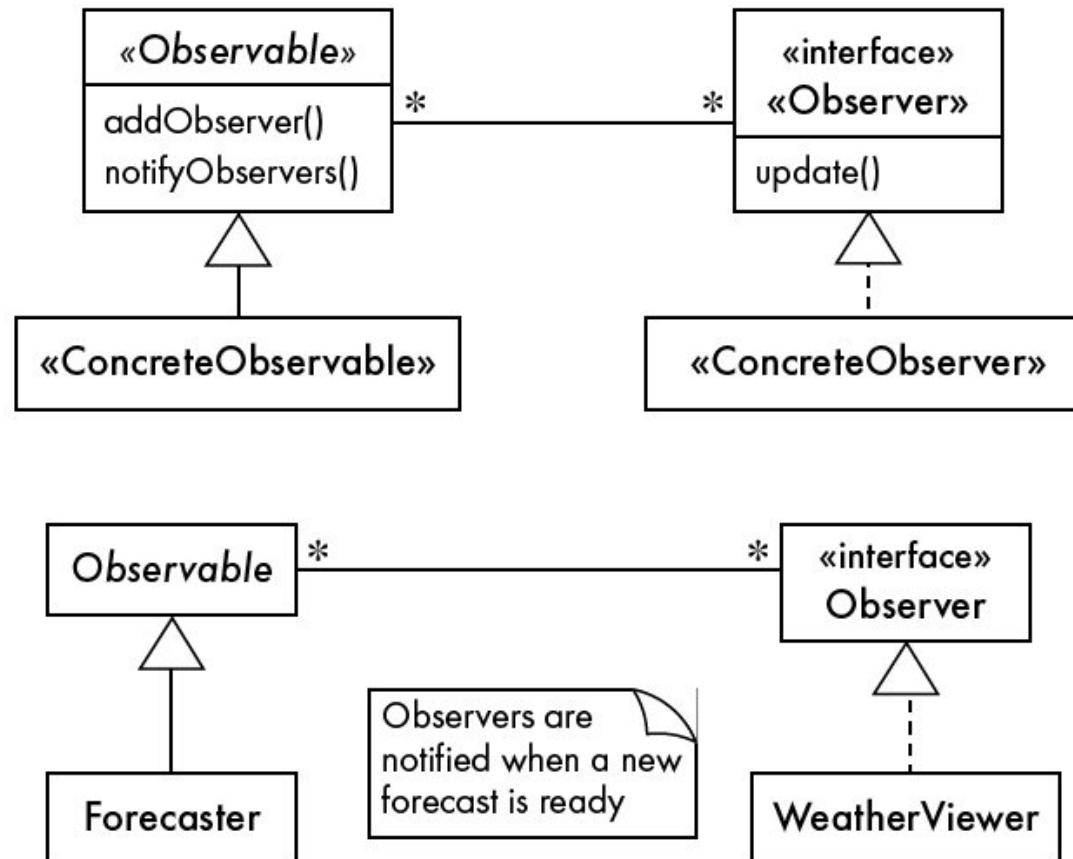 «Observable»
addObserver()
notifyObservers()
* *
«interface»
«Observer»
update()
«ConcreteObservable»
«ConcreteObserver»
Observable
* *
«interface»
Observer
Observers are
notified when a new
forecast is ready
Forecaster
WeatherViewer